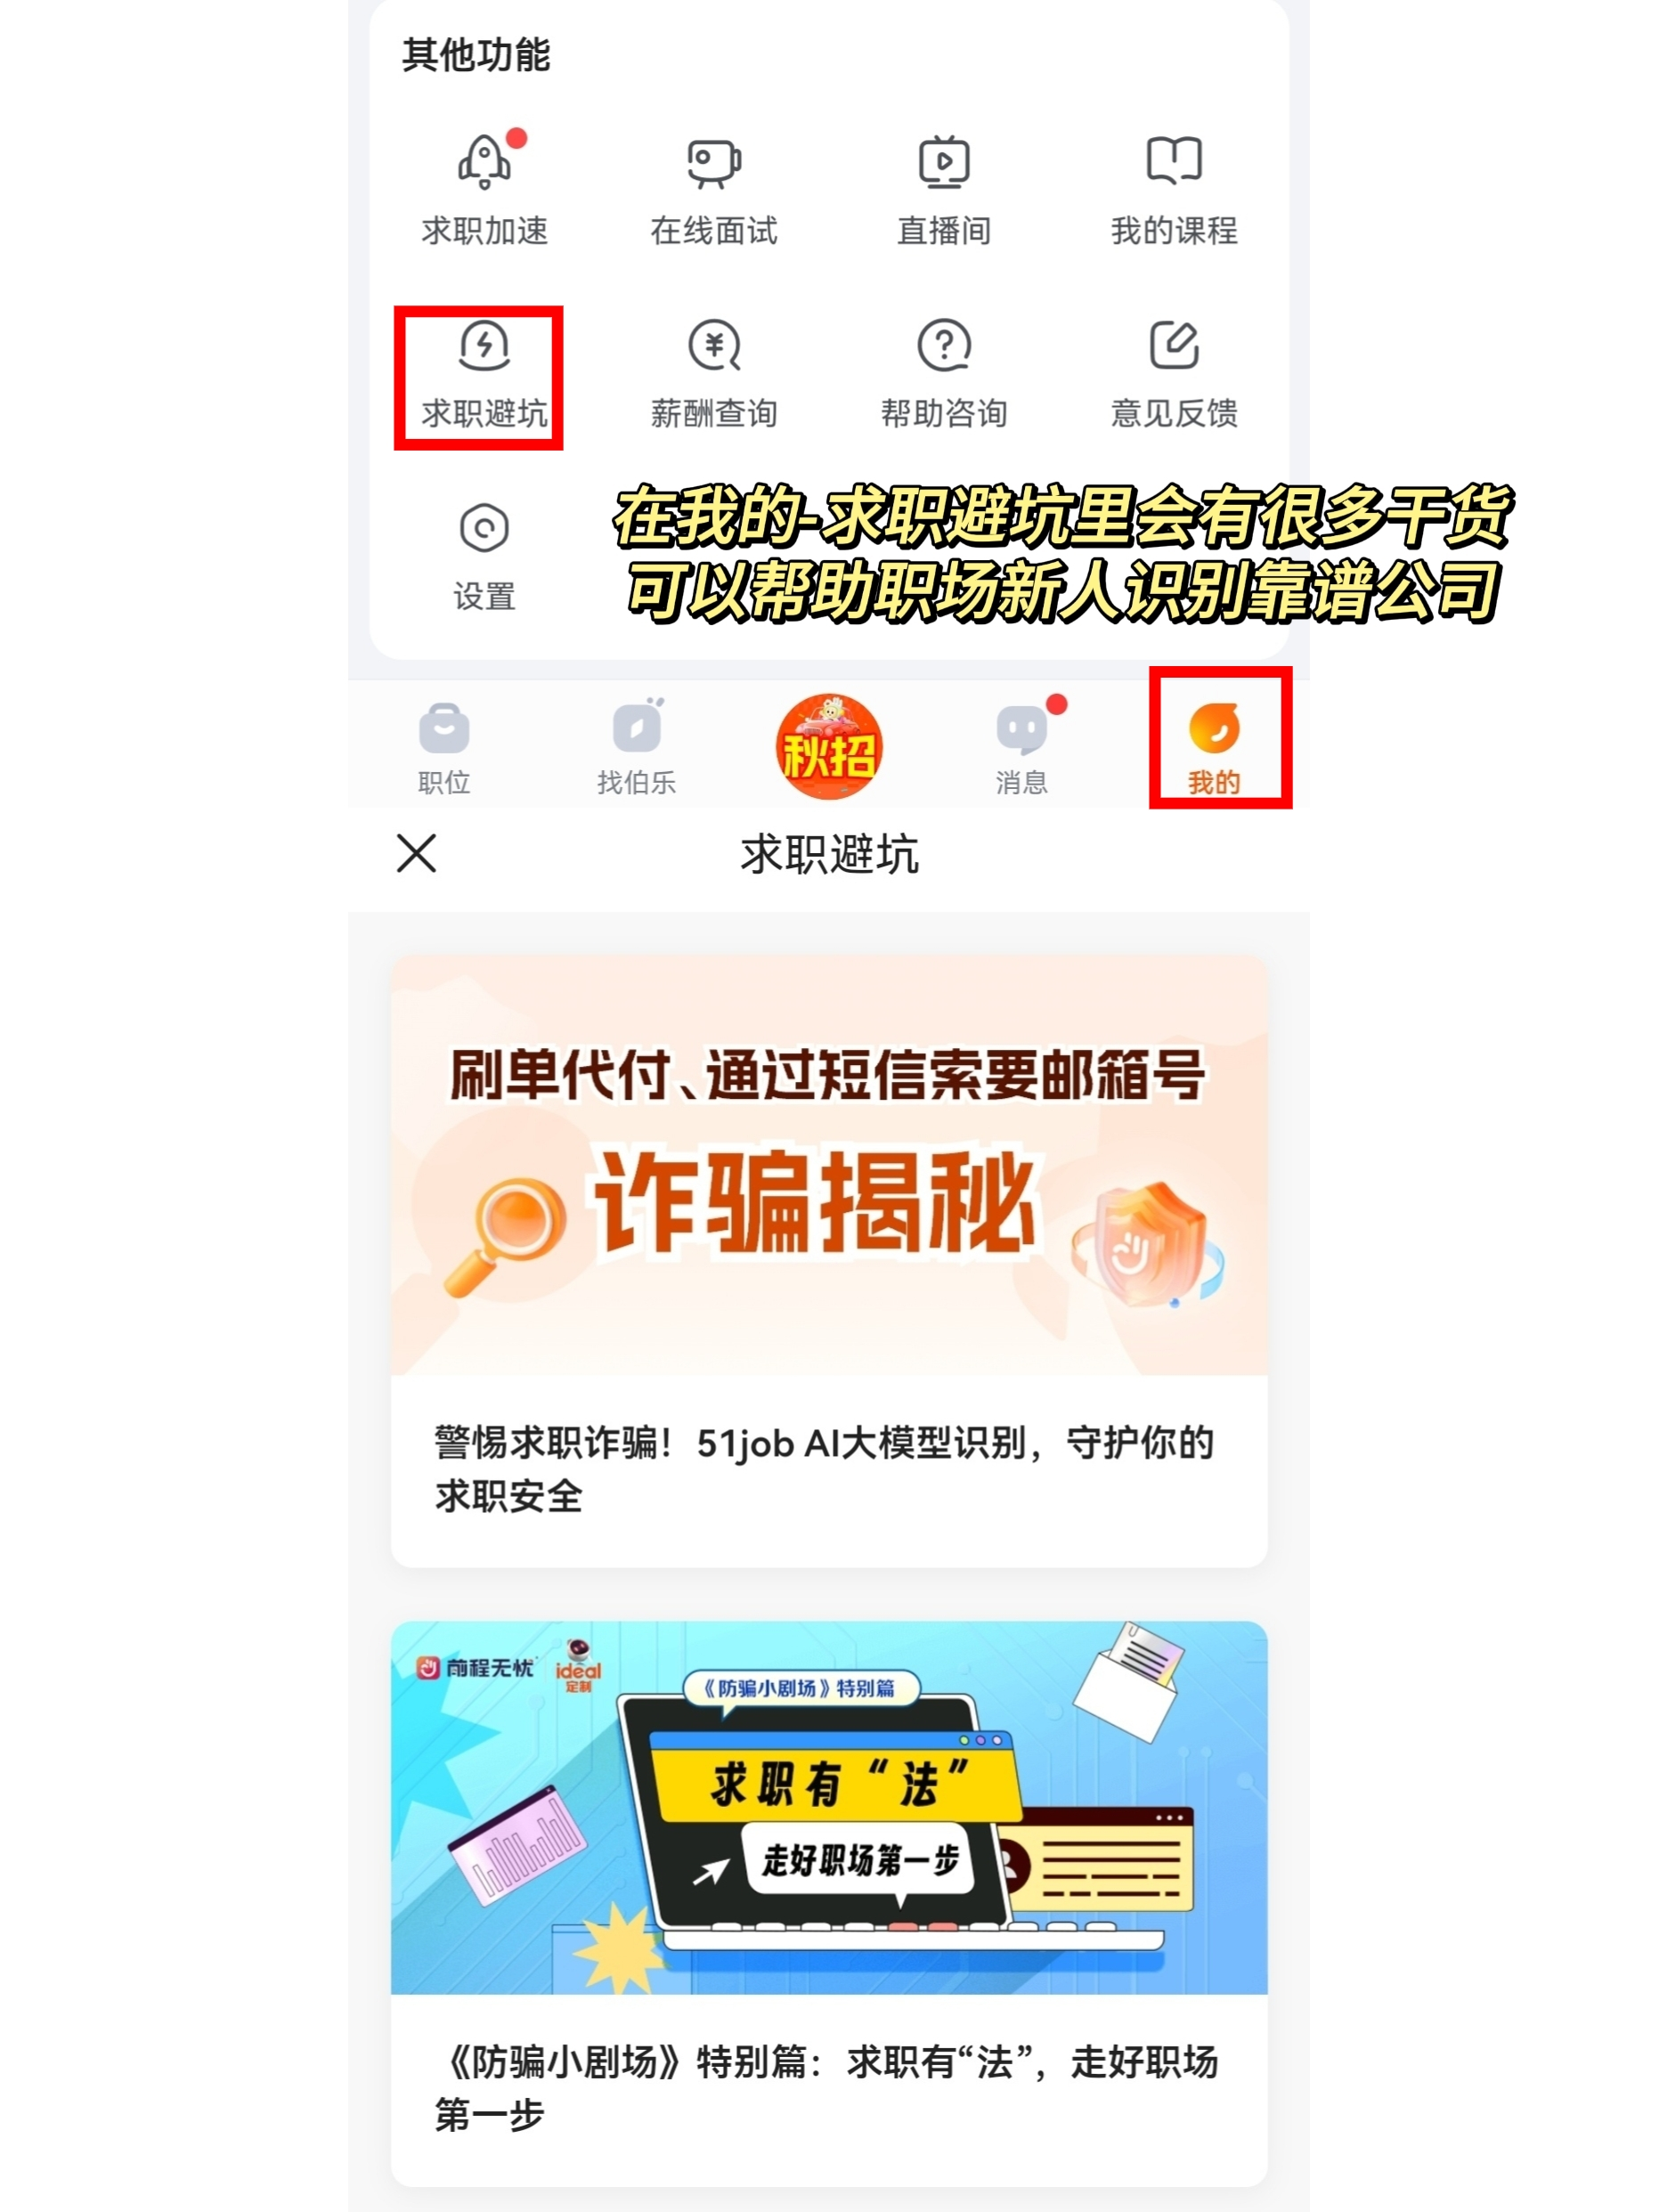 其他功能
求职加速
在线面试
直播间
我的课程
求职避坑
薪酬查询
帮助咨询
意见反馈
设置
在我的-求职避坑里会有很多干货
可以帮助职场新人识别靠谱公司
职位
找伯乐
秋招
消息
我的
求职避坑
刷单代付、通过短信索要邮箱号
诈骗揭秘
警惕求职诈骗！51job AI大模型识别，守护你的
求职安全
前程无忧
ideal
定制
《防骗小剧场》特别篇
求职有“法”
走好职场第一步
《防骗小剧场》特别篇：求职有“法”，走好职场
第一步